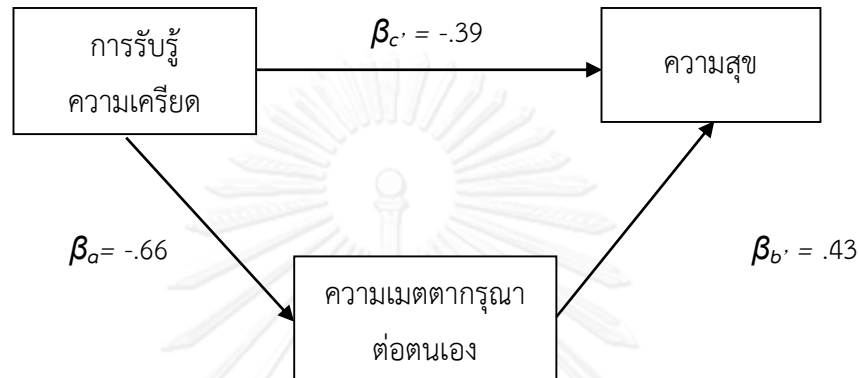 การรับรู้
ความเครียด
βc' = -.39
ความสุข
βa= -.66
βb' = .43
ความเมตตากรุณา
ต่อตนเอง